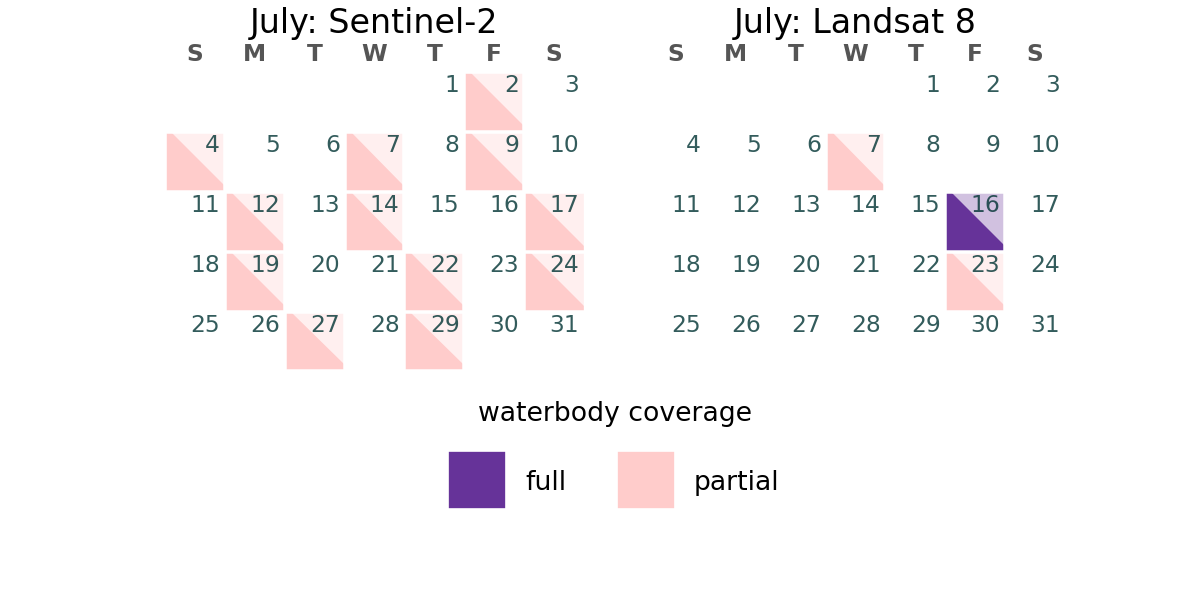 July: Sentinel-2
S M T W T F S
1 2 3
4 5 6 7 8 9 10
11 12 13 14 15 16 17
18 19 20 21 22 23 24
25 26 27 28 29 30 31
July: Landsat 8
S M T W T F S
1 2 3
4 5 6 7 8 9 10
11 12 13 14 15 16 17
18 19 20 21 22 23 24
25 26 27 28 29 30 31
waterbody coverage
full
partial